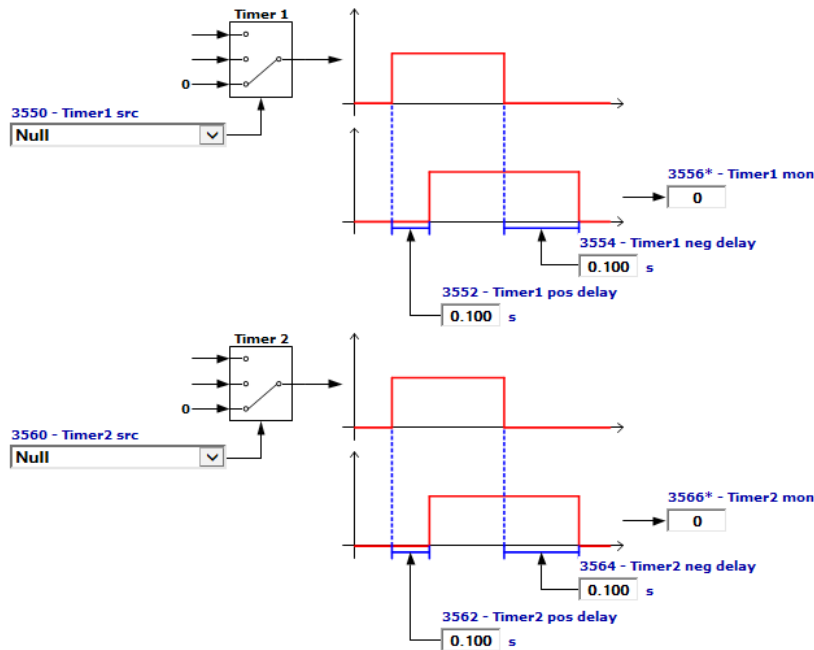 Timer 1
0
3550 - Timer1 src
Null
3556* - Timer1 mon
0
3554 - Timer1 neg delay
0.100 s
3552 - Timer1 pos delay
0.100 s
Timer 2
0
3560 - Timer2 src
Null
3566* - Timer2 mon
0
3564 - Timer2 neg delay
0.100 s
3562 - Timer2 pos delay
0.100 s